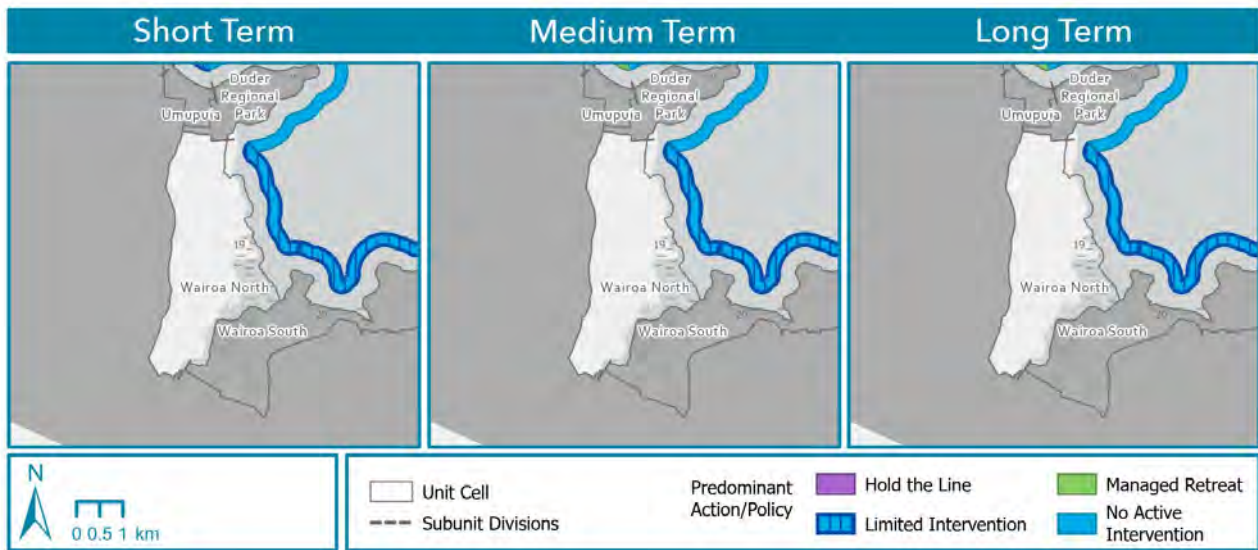 Short Term
Medium Term
Long Term
Duder
Regional
Park
Umupuia
19
Wairoa North
20
Wairoa South
Duder
Regional
Park
Umupuia
19
Wairoa North
20
Wairoa South
Duder
Regional
Park
Umupuia
19
Wairoa North
20
Wairoa South
N
0 0.5 1 km
Unit Cell
Subunit Divisions
Predominant
Action/Policy
Hold the Line
Limited Intervention
Managed Retreat
No Active
Intervention